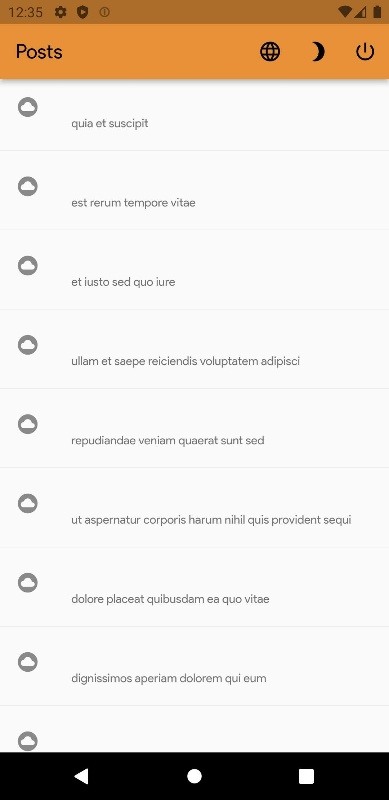 12:35
Posts
quia et suscipit
est rerum tempore vitae
et iusto sed quo iure
ullam et saepe reiciendis voluptatem adipisci
repudiandae veniam quaerat sunt sed
ut aspernatur corporis harum nihil quis provident sequi
dolore placeat quibusdam ea quo vitae
dignissimos aperiam dolorem qui eum